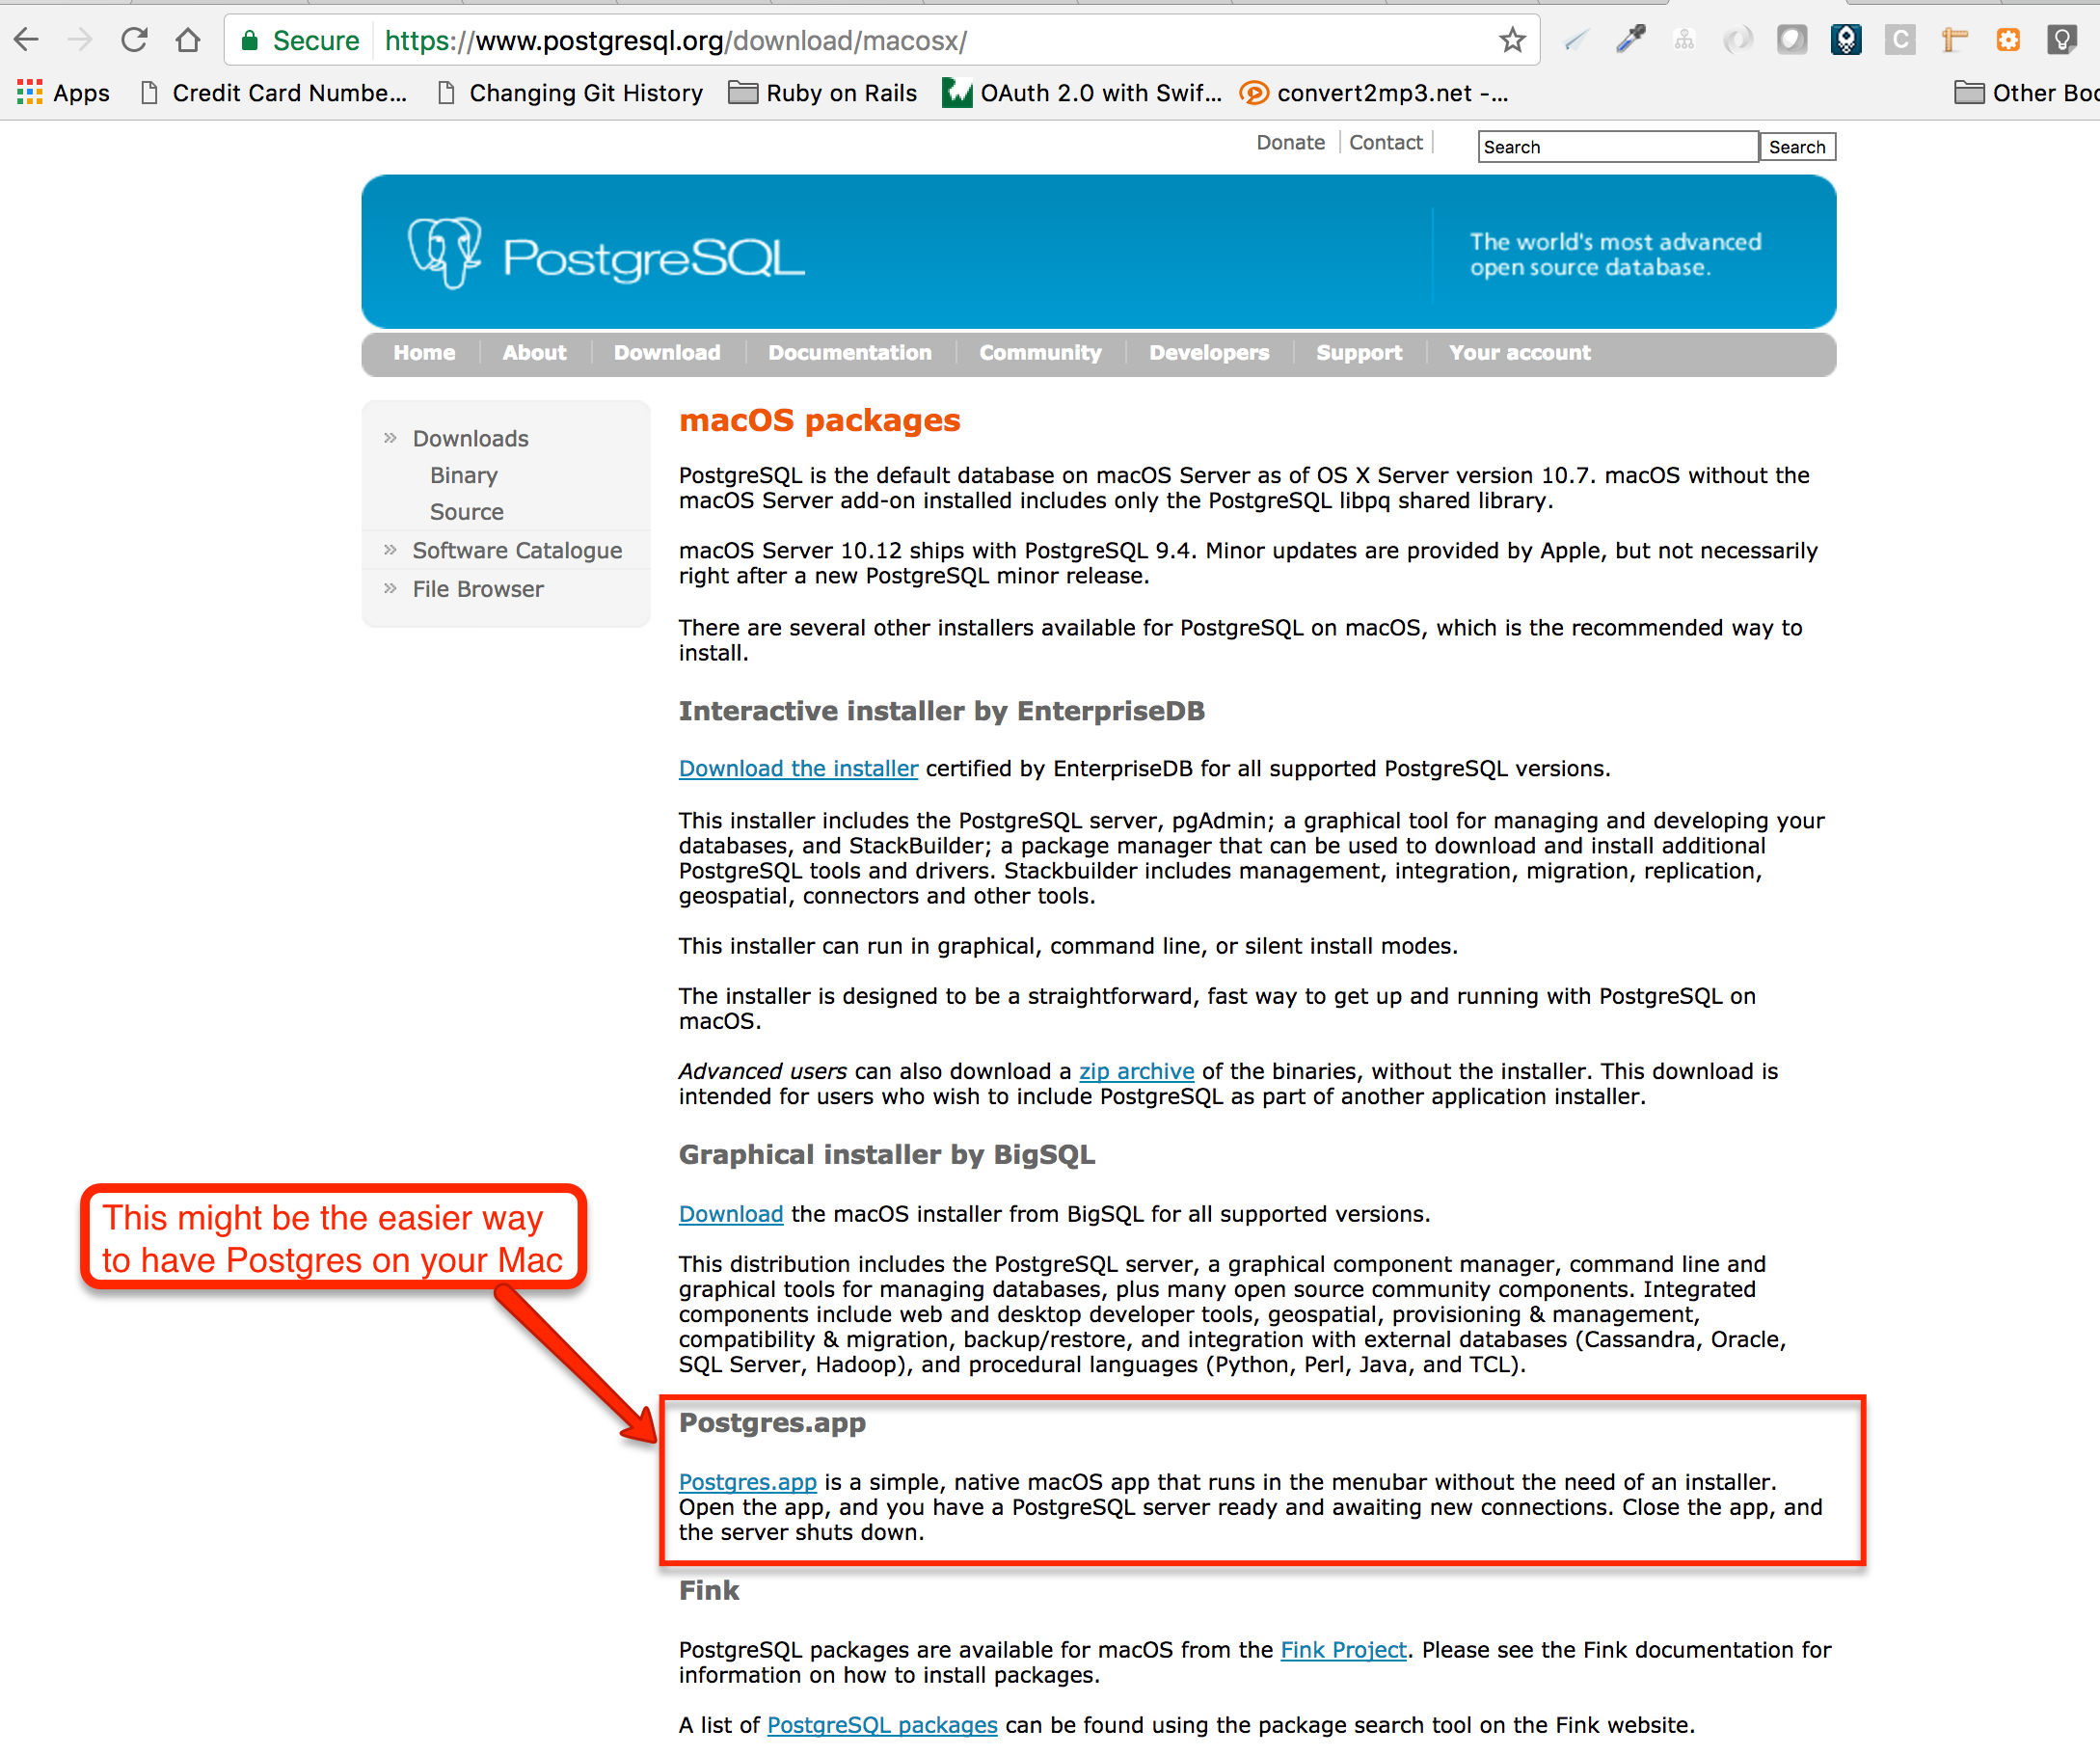 Secure https://www.postgresql.org/download/macosx/
C
Apps Credit Card Numbe... Changing Git History Ruby on Rails OAuth 2.0 with Swif... convert2mp3.net -... Other Boo
Donate Contact Search Search
PostgreSQL
The world's most advanced
open source database.
Home About Download Documentation Community Developers Support Your account
» Downloads
Binary
Source
» Software Catalogue
» File Browser
macOS packages
PostgreSQL is the default database on macOS Server as of OS X Server version 10.7. macOS without the
macOS Server add-on installed includes only the PostgreSQL libpq shared library.
macOS Server 10.12 ships with PostgreSQL 9.4. Minor updates are provided by Apple, but not necessarily
right after a new PostgreSQL minor release.
There are several other installers available for PostgreSQL on macOS, which is the recommended way to
install.
Interactive installer by EnterpriseDB
Download the installer certified by EnterpriseDB for all supported PostgreSQL versions.
This installer includes the PostgreSQL server, pgAdmin; a graphical tool for managing and developing your
databases, and StackBuilder; a package manager that can be used to download and install additional
PostgreSQL tools and drivers. Stackbuilder includes management, integration, migration, replication,
geospatial, connectors and other tools.
This installer can run in graphical, command line, or silent install modes.
The installer is designed to be a straightforward, fast way to get up and running with PostgreSQL on
macOS.
Advanced users can also download a zip archive of the binaries, without the installer. This download is
intended for users who wish to include PostgreSQL as part of another application installer.
Graphical installer by BigSQL
Download the macOS installer from BigSQL for all supported versions.
This distribution includes the PostgreSQL server, a graphical component manager, command line and
graphical tools for managing databases, plus many open source community components. Integrated
components include web and desktop developer tools, geospatial, provisioning & management,
compatibility & migration, backup/restore, and integration with external databases (Cassandra, Oracle,
SQL Server, Hadoop), and procedural languages (Python, Perl, Java, and TCL).
This might be the easier way
to have Postgres on your Mac
Postgres.app
Postgres.app is a simple, native macOS app that runs in the menubar without the need of an installer.
Open the app, and you have a PostgreSQL server ready and awaiting new connections. Close the app, and
the server shuts down.
Fink
PostgreSQL packages are available for macOS from the Fink Project. Please see the Fink documentation for
information on how to install packages.
A list of PostgreSQL packages can be found using the package search tool on the Fink website.